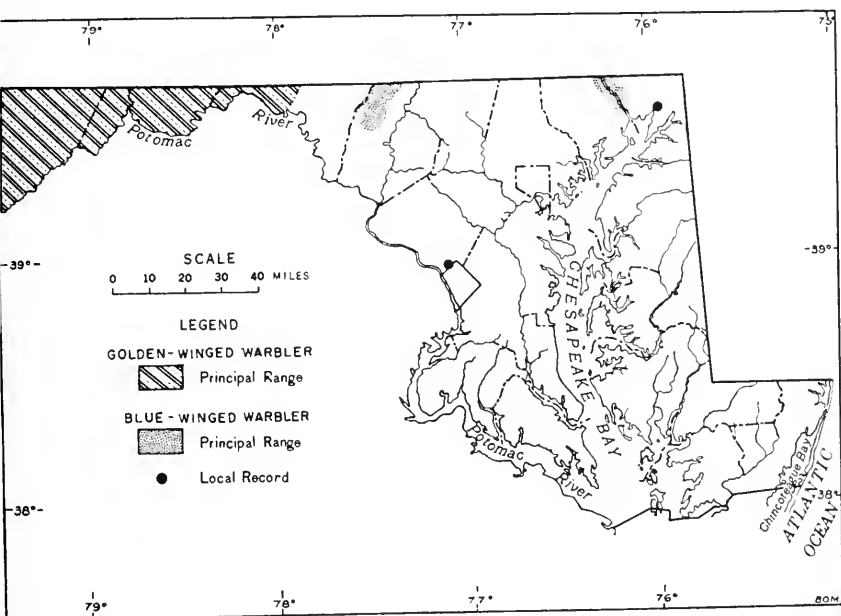 79° 78° 77° 76° 75°
Potomac River
39° 39°
SCALE
0 10 20 30 40 MILES
LEGEND
GOLDEN-WINGED WARBLER
Principal Range
BLUE-WINGED WARBLER
Principal Range
Local Record
CHESAPEAKE BAY
Potomac River
Chincoteague Bay
ATLANTIC
OCEAN
38° 38°
79° 78° 77° 76°